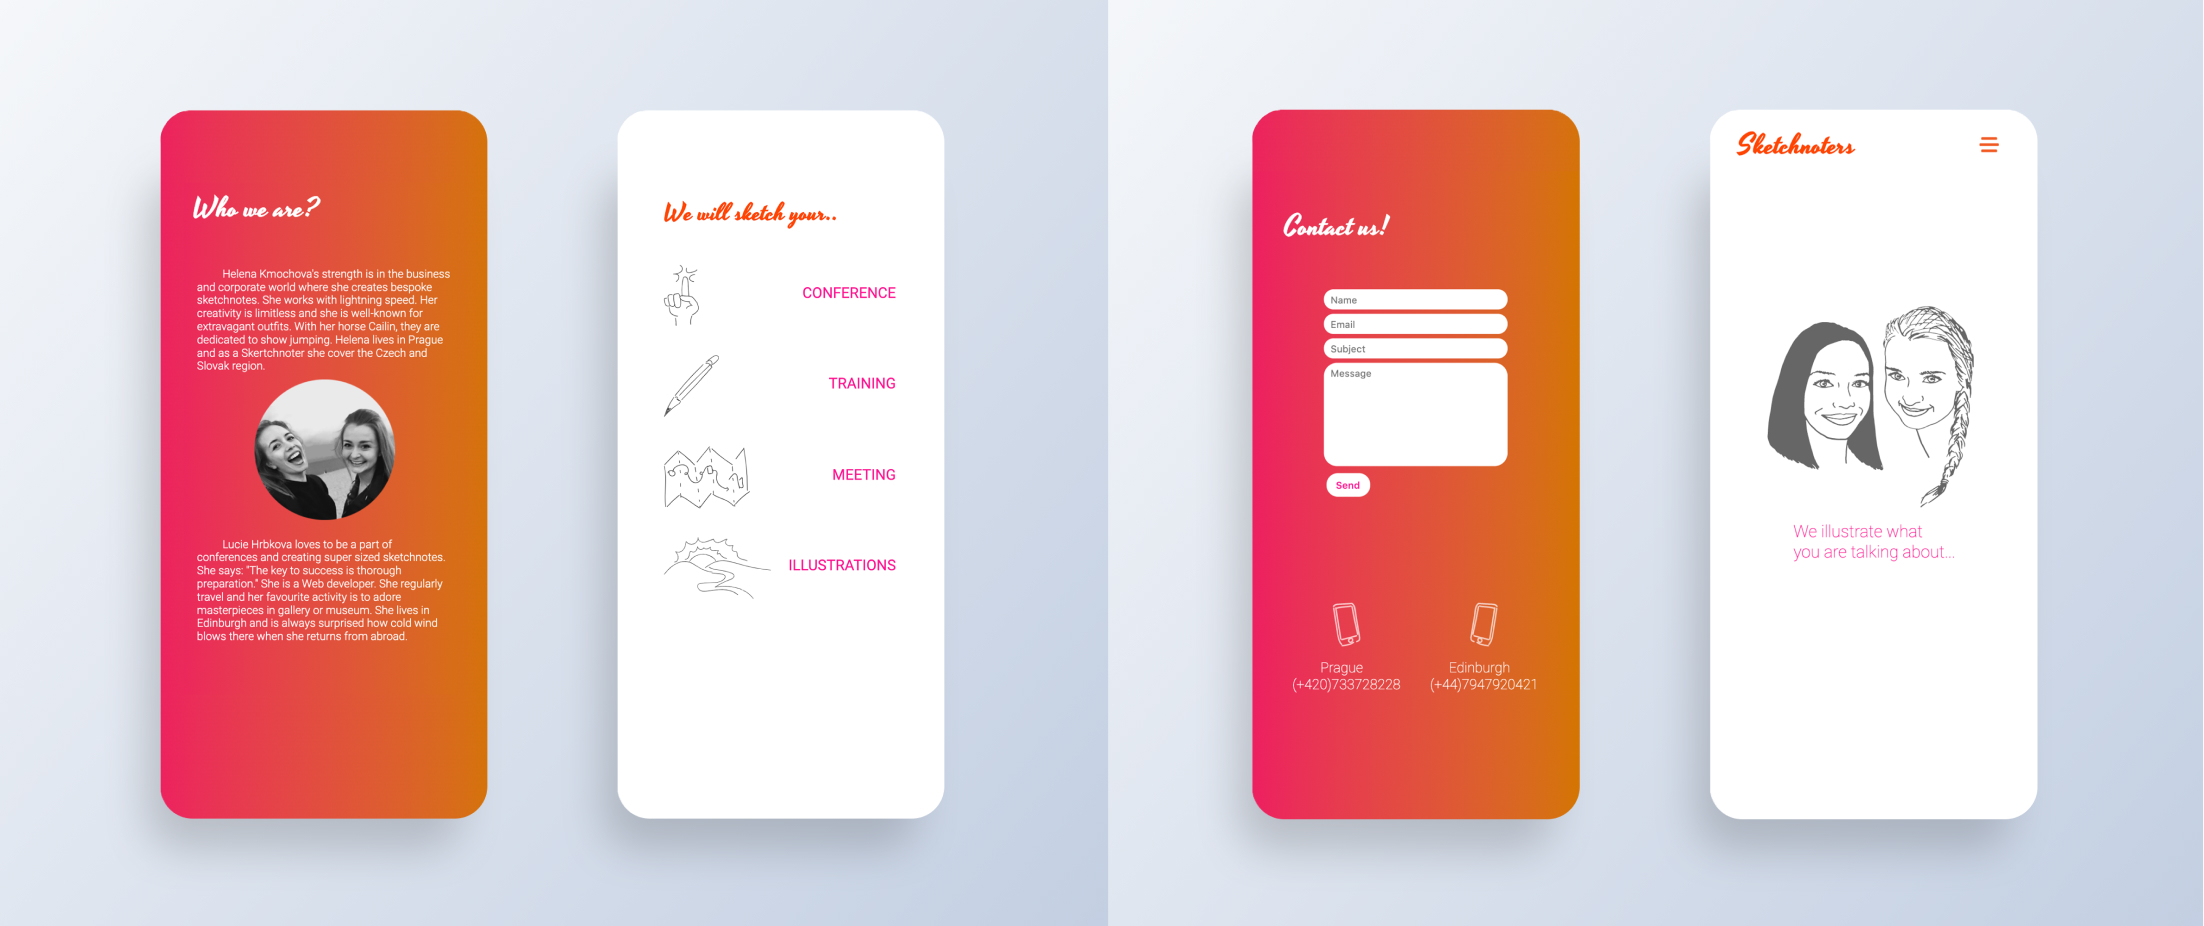 Who we are?
Helena Kmochova's strength is in the business
and corporate world where she creates bespoke
sketchnotes. She works with lightning speed. Her
creativity is limitless and she is well-known for
extravagant outfits. With her horse Cailin, they are
dedicated to show jumping. Helena lives in Prague
and as a Skertchnoter she cover the Czech and
Slovak region.
Lucie Hrbkova loves to be a part of
conferences and creating super sized sketchnotes.
She says: "The key to success is thorough
preparation." She is a Web developer. She regularly
travel and her favourite activity is to adore
masterpieces in gallery or museum. She lives in
Edinburgh and is always surprised how cold wind
blows there when she returns from abroad.
We will sketch your..
CONFERENCE
TRAINING
MEETING
ILLUSTRATIONS
Contact us!
Name
Email
Subject
Message
Send
Prague
(+420)733728228
Edinburgh
(+44)7947920421
Sketchnoters
We illustrate what
you are talking about...